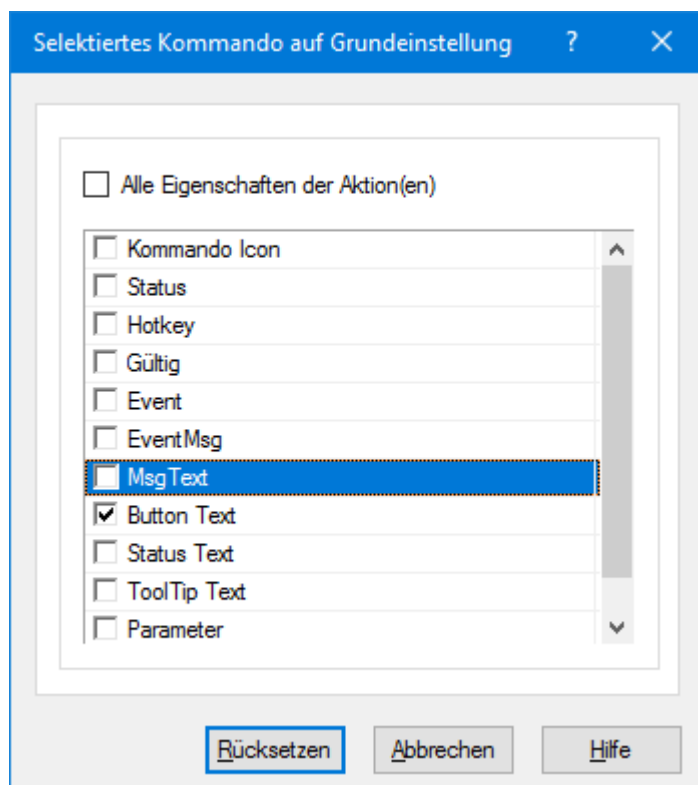 Selektiertes Kommando auf Grundeinstellung ?
Alle Eigenschaften der Aktion(en)
Kommando Icon
Status
Hotkey
Gültig
Event
EventMsg
MsgText
Button Text
Status Text
ToolTip Text
Parameter
Rücksetzen Abbrechen Hilfe